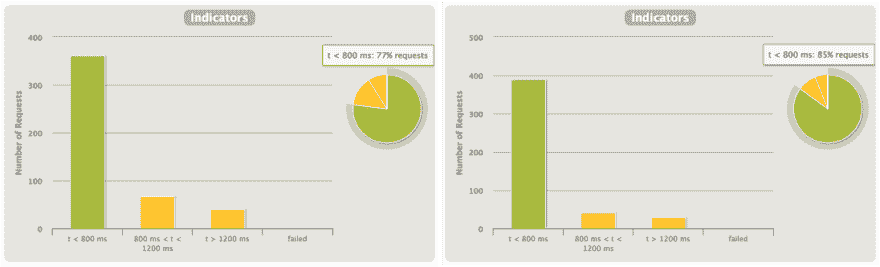 Indicators
400
t < 800 ms: 77% requests
300
Number of Requests
200
100
0
t < 800 ms
800 ms < t <
1200 ms
t > 1200 ms
failed
Indicators
500
t < 800 ms: 85% requests
400
Number of Requests
300
200
100
0
t < 800 ms
800 ms < t <
1200 ms
t > 1200 ms
failed